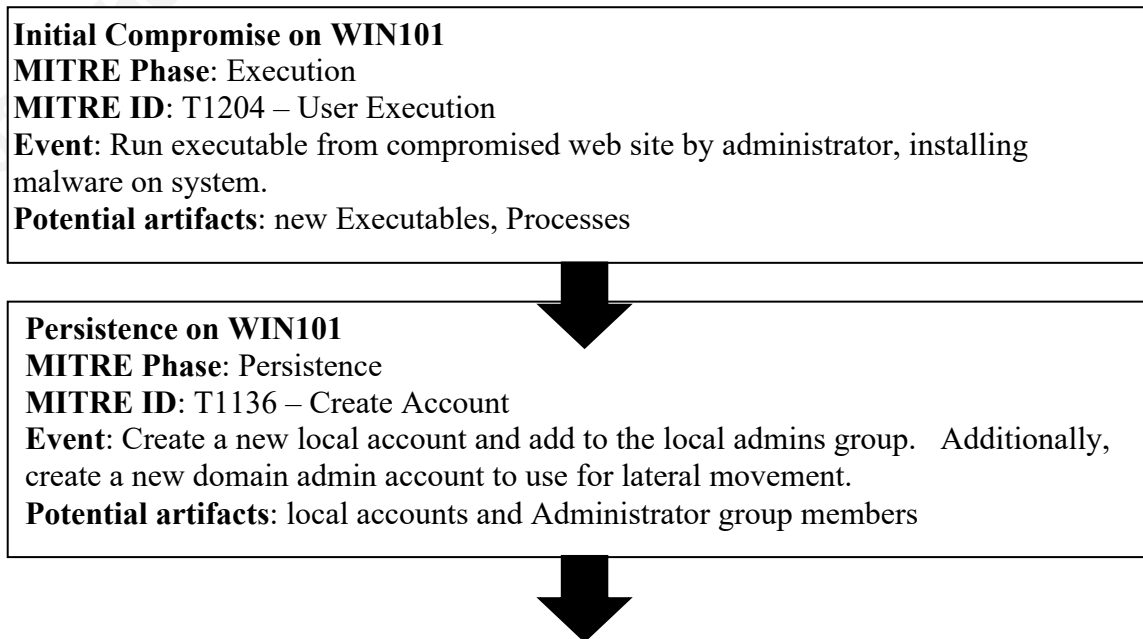 Initial Compromise on WIN101
MITRE Phase: Execution
MITRE ID: T1204 – User Execution
Event: Run executable from compromised web site by administrator, installing
malware on system.
Potential artifacts: new Executables, Processes
Persistence on WIN101
MITRE Phase: Persistence
MITRE ID: T1136 – Create Account
Event: Create a new local account and add to the local admins group.   Additionally,
create a new domain admin account to use for lateral movement.
Potential artifacts: local accounts and Administrator group members